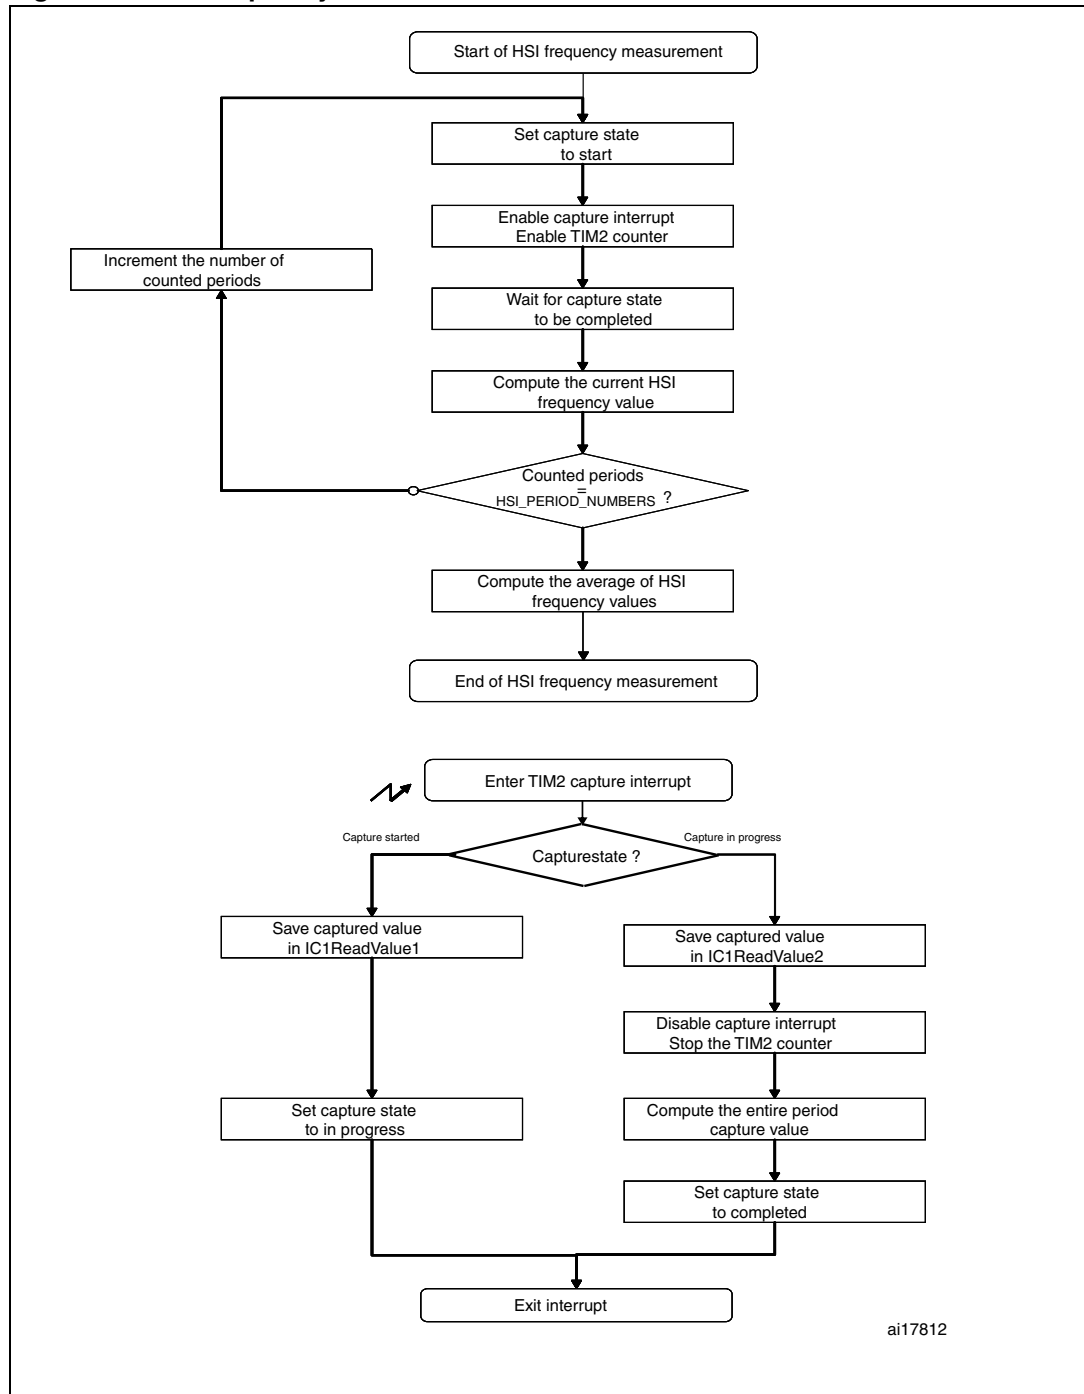 Start of HSI frequency measurement
Set capture state
to start
Enable capture interrupt
Enable TIM2 counter
Increment the number of
counted periods
Wait for capture state
to be completed
Compute the current HSI
frequency value
Counted periods
=
HSI_PERIOD_NUMBERS ?
Compute the average of HSI
frequency values
End of HSI frequency measurement
Enter TIM2 capture interrupt
Capture started
Capture in progress
Capturestate ?
Save captured value
in IC1ReadValue1
Save captured value
in IC1ReadValue2
Disable capture interrupt
Stop the TIM2 counter
Set capture state
to in progress
Compute the entire period
capture value
Set capture state
to completed
Exit interrupt
ai17812